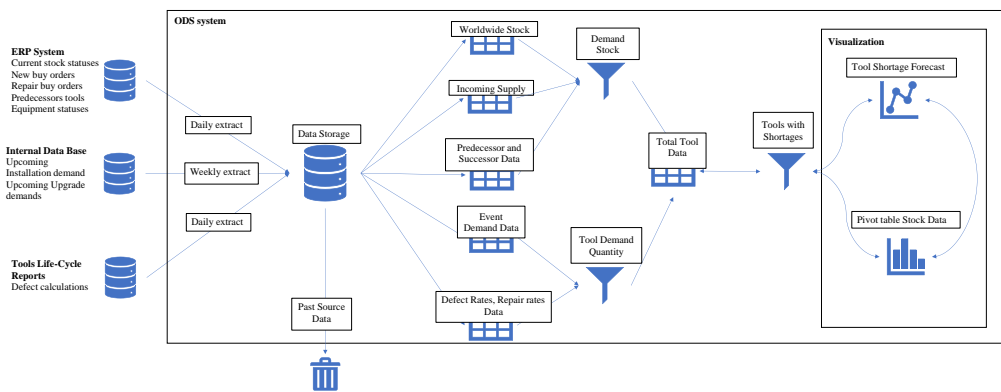 ODS system
ERP System
Current stock statuses
New buy orders
Repair buy orders
Predecessors tools
Equipment statuses
Daily extract
Internal Data Base
Upcoming
Installation demand
Upcoming Upgrade
demands
Weekly extract
Daily extract
Tools Life-Cycle
Reports
Defect calculations
Data Storage
Past Source
Data
Worldwide Stock
Incoming Supply
Predecessor and
Successor Data
Event
Demand Data
Defect Rates, Repair rates
Data
Demand
Stock
Tool Demand
Quantity
Total Tool
Data
Tools with
Shortages
Visualization
Tool Shortage Forecast
Pivot table Stock Data